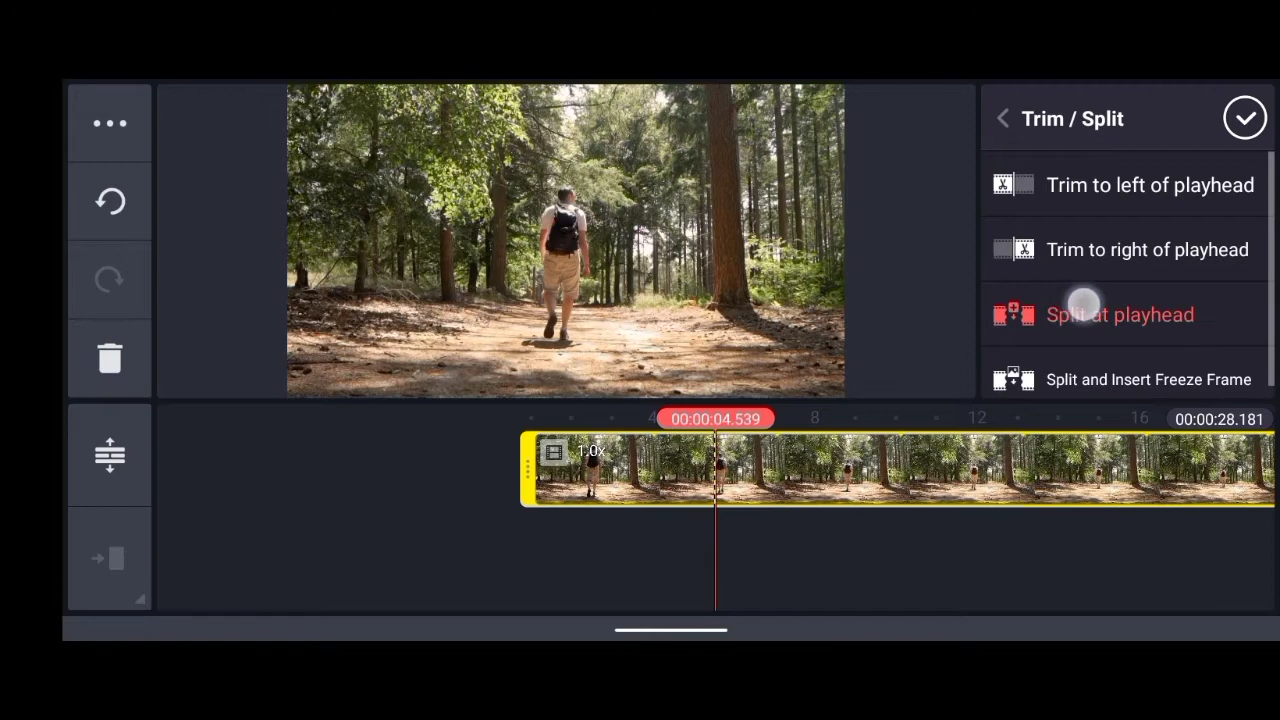 Trim / Split
Trim to left of playhead
Trim to right of playhead
Split at playhead
Split and Insert Freeze Frame
4
00:00:04.539
8
12
16
00:00:28.181
1.0x